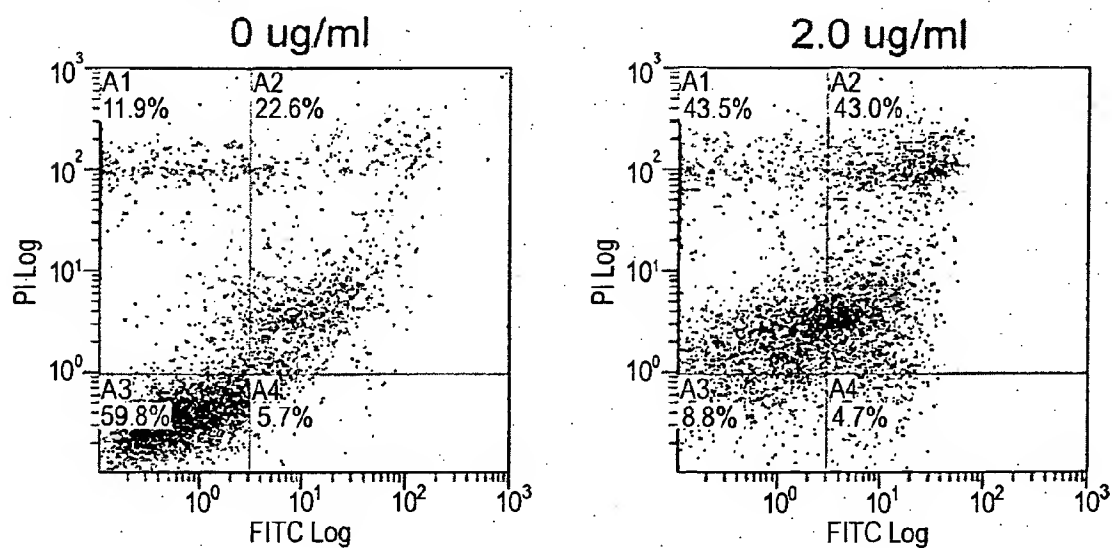 0 ug/ml
2.0 ug/ml
10³
A1
11.9%
A2
22.6%
10²
10¹
10⁰
PI Log
A3
59.8%
A4
5.7%
10⁰ 10¹ 10² 10³
FITC Log
10³
A1
43.5%
A2
43.0%
10²
10¹
10⁰
PI Log
A3
8.8%
A4
4.7%
10⁰ 10¹ 10² 10³
FITC Log